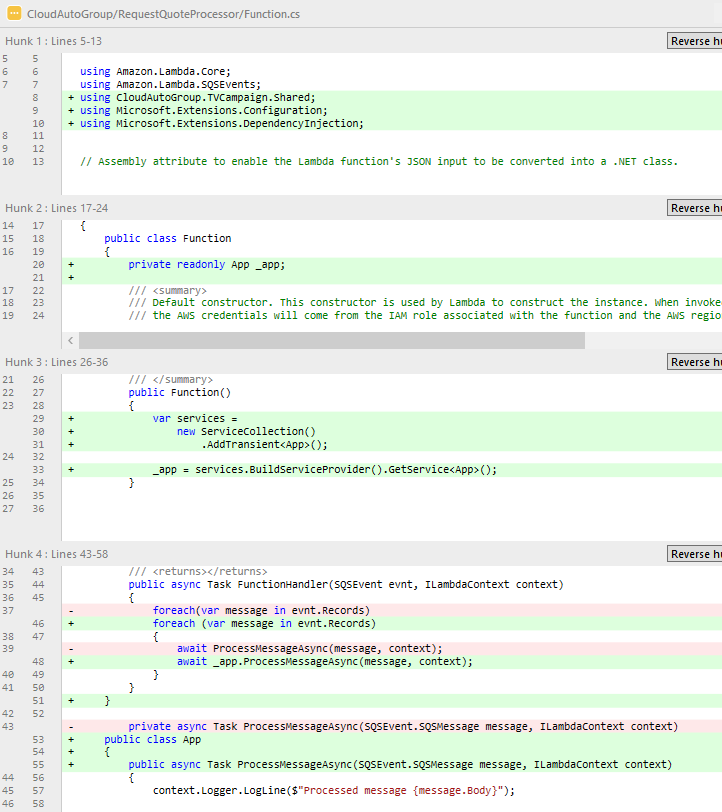 CloudAutoGroup/RequestQuoteProcessor/Function.cs
Hunk 1 : Lines 5-13
Reverse hu
5 5
6 6 using Amazon.Lambda.Core;
7 7 using Amazon.Lambda.SQSEvents;
8 + using CloudAutoGroup.TVCampaign.Shared;
9 + using Microsoft.Extensions.Configuration;
10 + using Microsoft.Extensions.DependencyInjection;
8 11
9 12
10 13 // Assembly attribute to enable the Lambda function's JSON input to be converted into a .NET class.
Hunk 2 : Lines 17-24
Reverse hu
14 17 {
15 18 public class Function
16 19 {
20 + private readonly App _app;
21 +
17 22 /// <summary>
18 23 /// Default constructor. This constructor is used by Lambda to construct the instance. When invoke
19 24 /// the AWS credentials will come from the IAM role associated with the function and the AWS regio
Hunk 3 : Lines 26-36
Reverse hu
21 26 /// </summary>
22 27 public Function()
23 28 {
29 + var services =
30 + new ServiceCollection()
31 + .AddTransient<App>();
24 32
33 + _app = services.BuildServiceProvider().GetService<App>();
25 34 }
26 35
27 36
Hunk 4 : Lines 43-58
Reverse hu
34 43 /// <returns></returns>
35 44 public async Task FunctionHandler(SQSEvent evnt, ILambdaContext context)
36 45 {
37 - foreach(var message in evnt.Records)
46 + foreach (var message in evnt.Records)
38 47 {
39 - await ProcessMessageAsync(message, context);
48 + await _app.ProcessMessageAsync(message, context);
40 49 }
41 50 }
51 + }
42 52
43 - private async Task ProcessMessageAsync(SQSEvent.SQSMessage message, ILambdaContext context)
53 + public class App
54 + {
55 + public async Task ProcessMessageAsync(SQSEvent.SQSMessage message, ILambdaContext context)
44 56 {
45 57 context.Logger.LogLine($"Processed message {message.Body}");
46 58